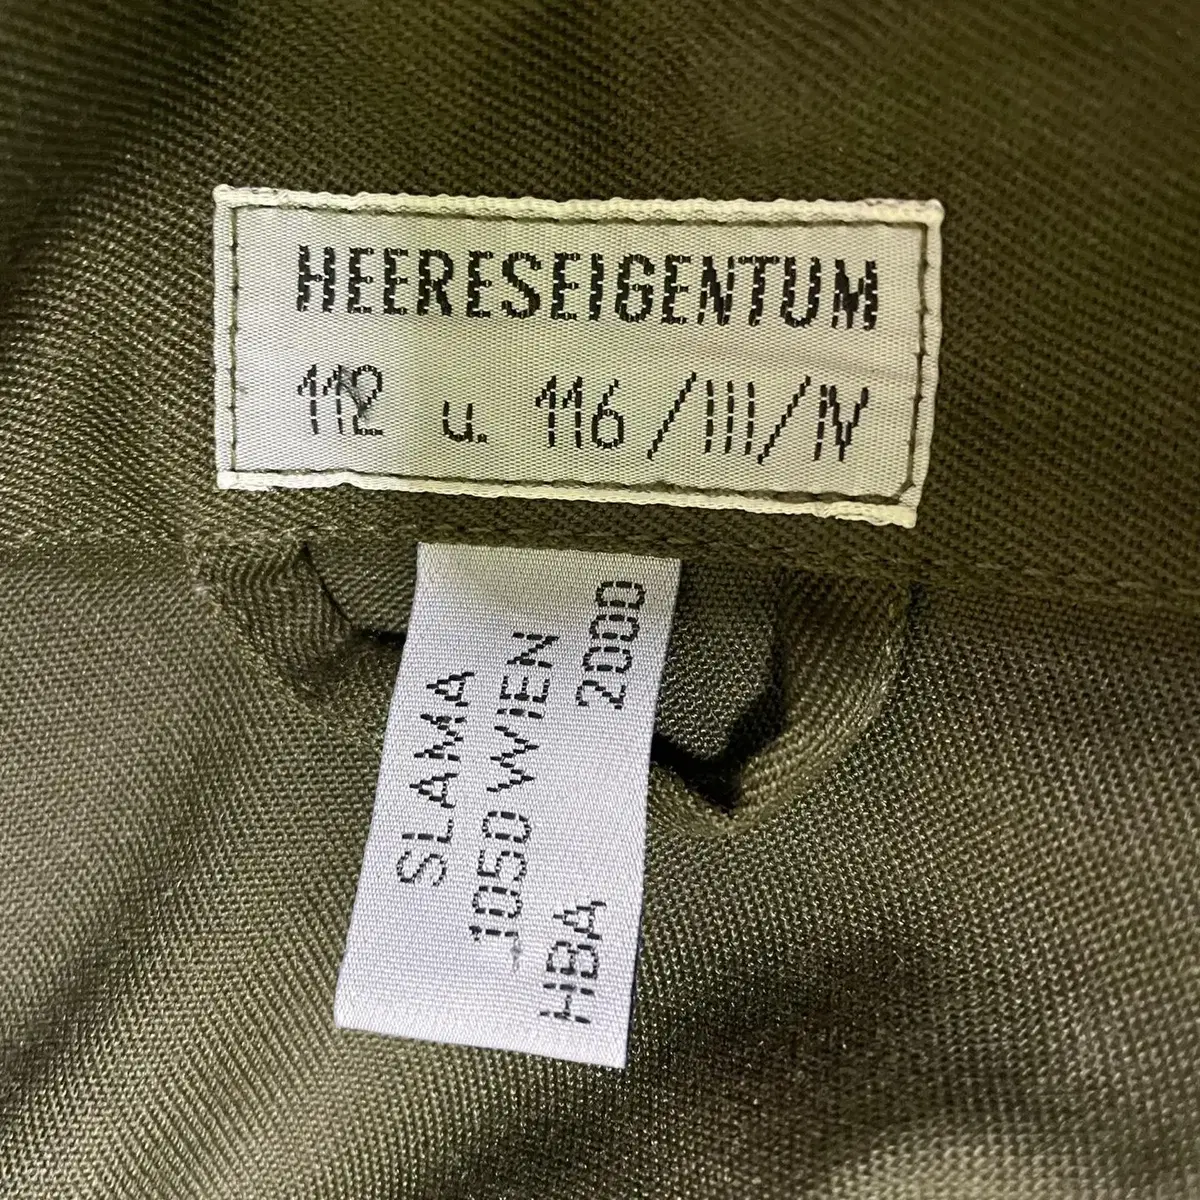 HEERESEIGENTUM
112 u. 116/III/IV
SLAMA
1050 WIEN
HBA 2000